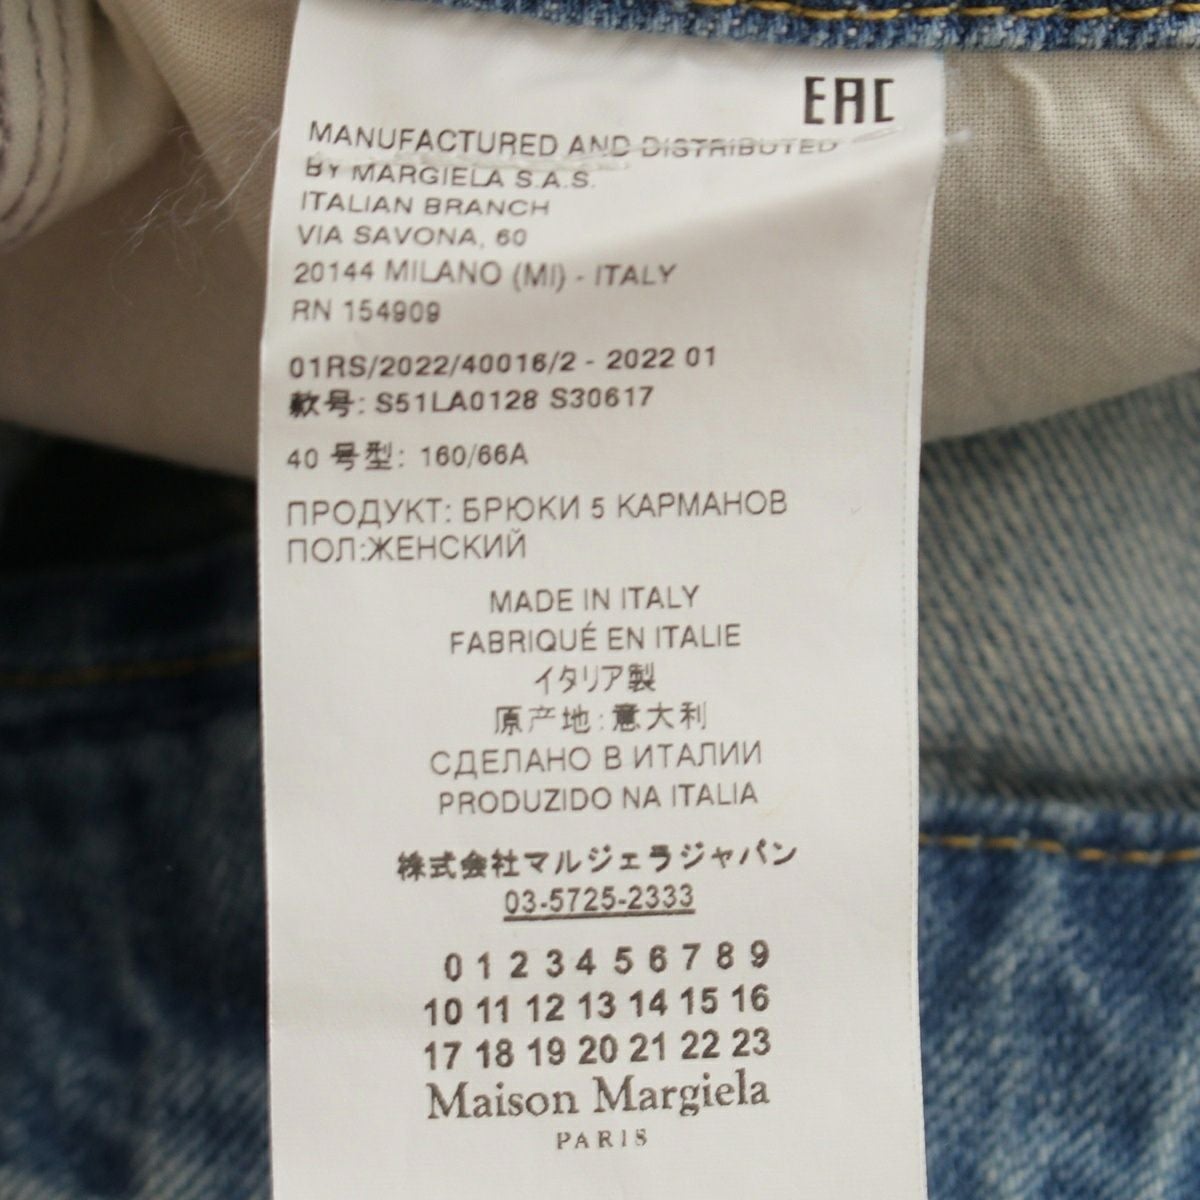 EAC
MANUFACTURED AND DISTRIBUTED
BY MARGIELA S.A.S.
ITALIAN BRANCH
VIA SAVONA, 60
20144 MILANO (MI) - ITALY
RN 154909
01RS/2022/40016/2 - 2022 01
款号: S51LA0128 S30617
40 号型: 160/66A
ПРОДУКТ: БРЮКИ 5 КАРМАНОВ
ПОЛ:ЖЕНСКИЙ
MADE IN ITALY
FABRIQUÉ EN ITALIE
イタリア製
原产地: 意大利
СДЕЛАНО В ИТАЛИИ
PRODUZIDO NA ITALIA
株式会社マルジェラジャパン
03-5725-2333
0 1 2 3 4 5 6 7 8 9
10 11 12 13 14 15 16
17 18 19 20 21 22 23
Maison Margiela
PARIS